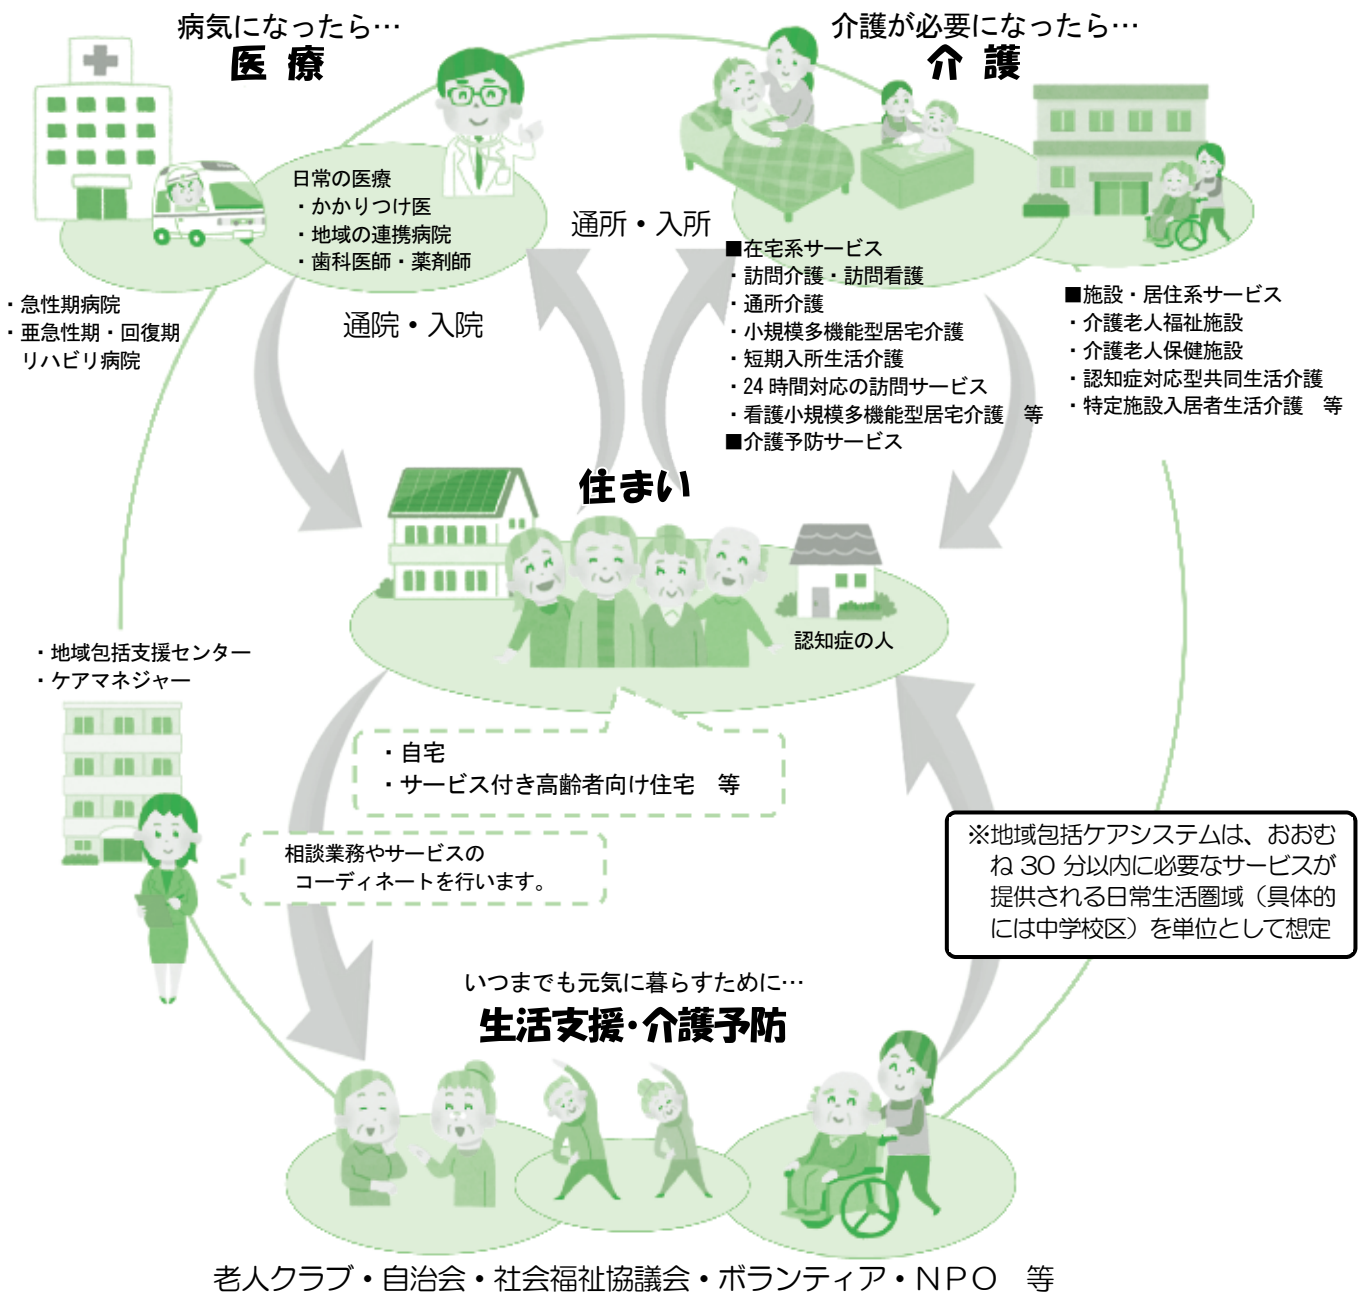 病気になったら…
医療
介護が必要になったら…
介護
日常の医療
・かかりつけ医
・地域の連携病院
・歯科医師・薬剤師
・急性期病院
・亜急性期・回復期
リハビリ病院
通院・入院
通所・入所
■在宅系サービス
・訪問介護・訪問看護
・通所介護
・小規模多機能型居宅介護
・短期入所生活介護
・24時間対応の訪問サービス
・看護小規模多機能型居宅介護　等
■介護予防サービス
■施設・居住系サービス
・介護老人福祉施設
・介護老人保健施設
・認知症対応型共同生活介護
・特定施設入居者生活介護　等
住まい
認知症の人
・地域包括支援センター
・ケアマネジャー
・自宅
・サービス付き高齢者向け住宅　等
相談業務やサービスの
コーディネートを行います。
※地域包括ケアシステムは、おおむ
ね 30 分以内に必要なサービスが
提供される日常生活圏域（具体的
には中学校区）を単位として想定
いつまでも元気に暮らすために…
生活支援・介護予防
老人クラブ・自治会・社会福祉協議会・ボランティア・NPO　等